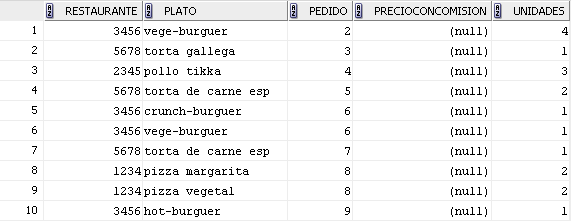 RESTAURANTE PLATO PEDIDO PRECIOCONCOMISION UNIDADES
1 3456 vege-burguer 2 (null) 4
2 5678 torta gallega 3 (null) 1
3 2345 pollo tikka 4 (null) 3
4 5678 torta de carne esp 5 (null) 2
5 3456 crunch-burguer 6 (null) 1
6 3456 vege-burguer 6 (null) 1
7 5678 torta de carne esp 7 (null) 1
8 1234 pizza margarita 8 (null) 2
9 1234 pizza vegetal 8 (null) 2
10 3456 hot-burguer 9 (null) 1